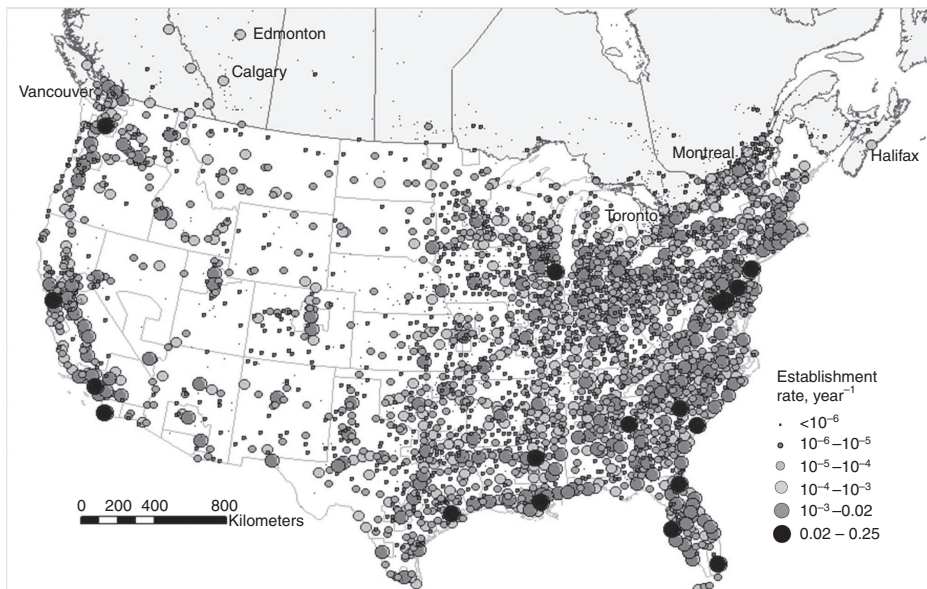 Edmonton
Calgary
Vancouver
Montreal
Halifax
Toronto
Establishment
rate, year⁻¹
<10⁻⁶
10⁻⁶ –10⁻⁵
10⁻⁵ –10⁻⁴
10⁻⁴ –10⁻³
10⁻³ –0.02
0.02 – 0.25
0 200 400 800
Kilometers